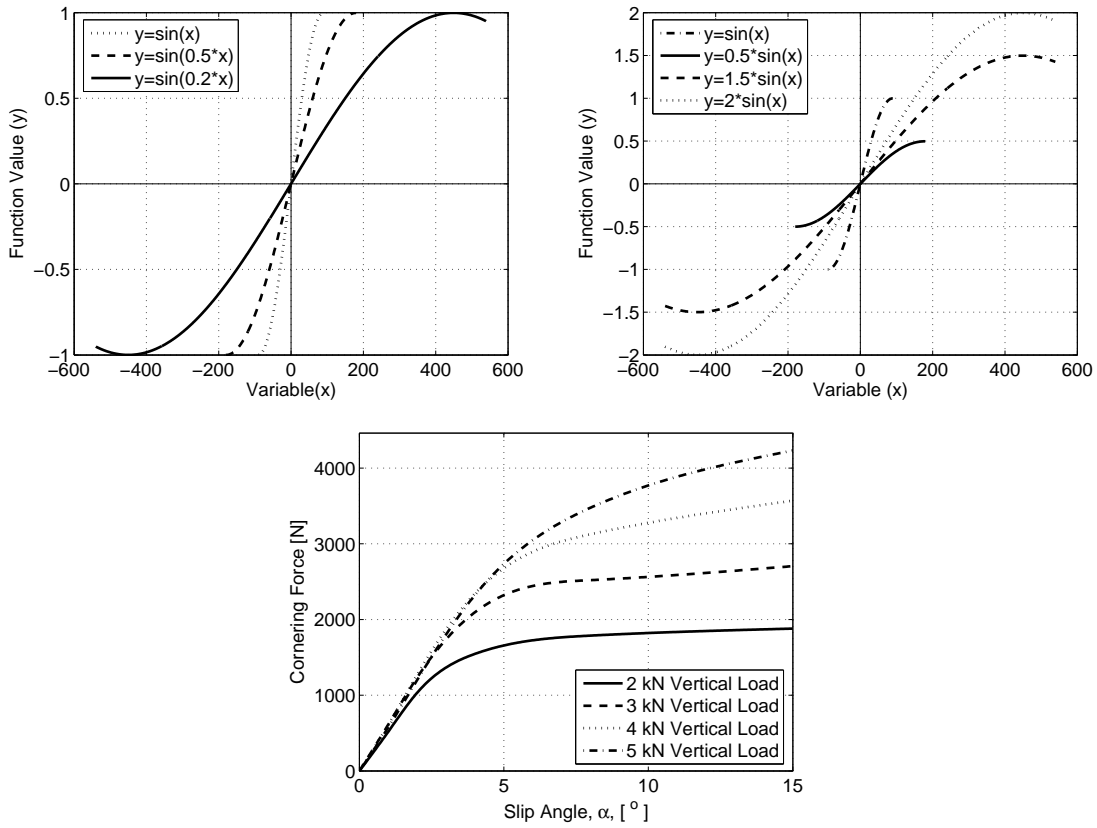 1
0.5
0
−0.5
−1
−600
−400
−200
0
200
400
600
Function Value (y)
Variable(x)
y=sin(x)
y=sin(0.5*x)
y=sin(0.2*x)
2
1.5
1
0.5
0
−0.5
−1
−1.5
−2
−600
−400
−200
0
200
400
600
Function Value (y)
Variable (x)
y=sin(x)
y=0.5*sin(x)
y=1.5*sin(x)
y=2*sin(x)
4000
3000
2000
1000
0
0
5
10
15
Cornering Force [N]
Slip Angle, α, [ o ]
2 kN Vertical Load
3 kN Vertical Load
4 kN Vertical Load
5 kN Vertical Load